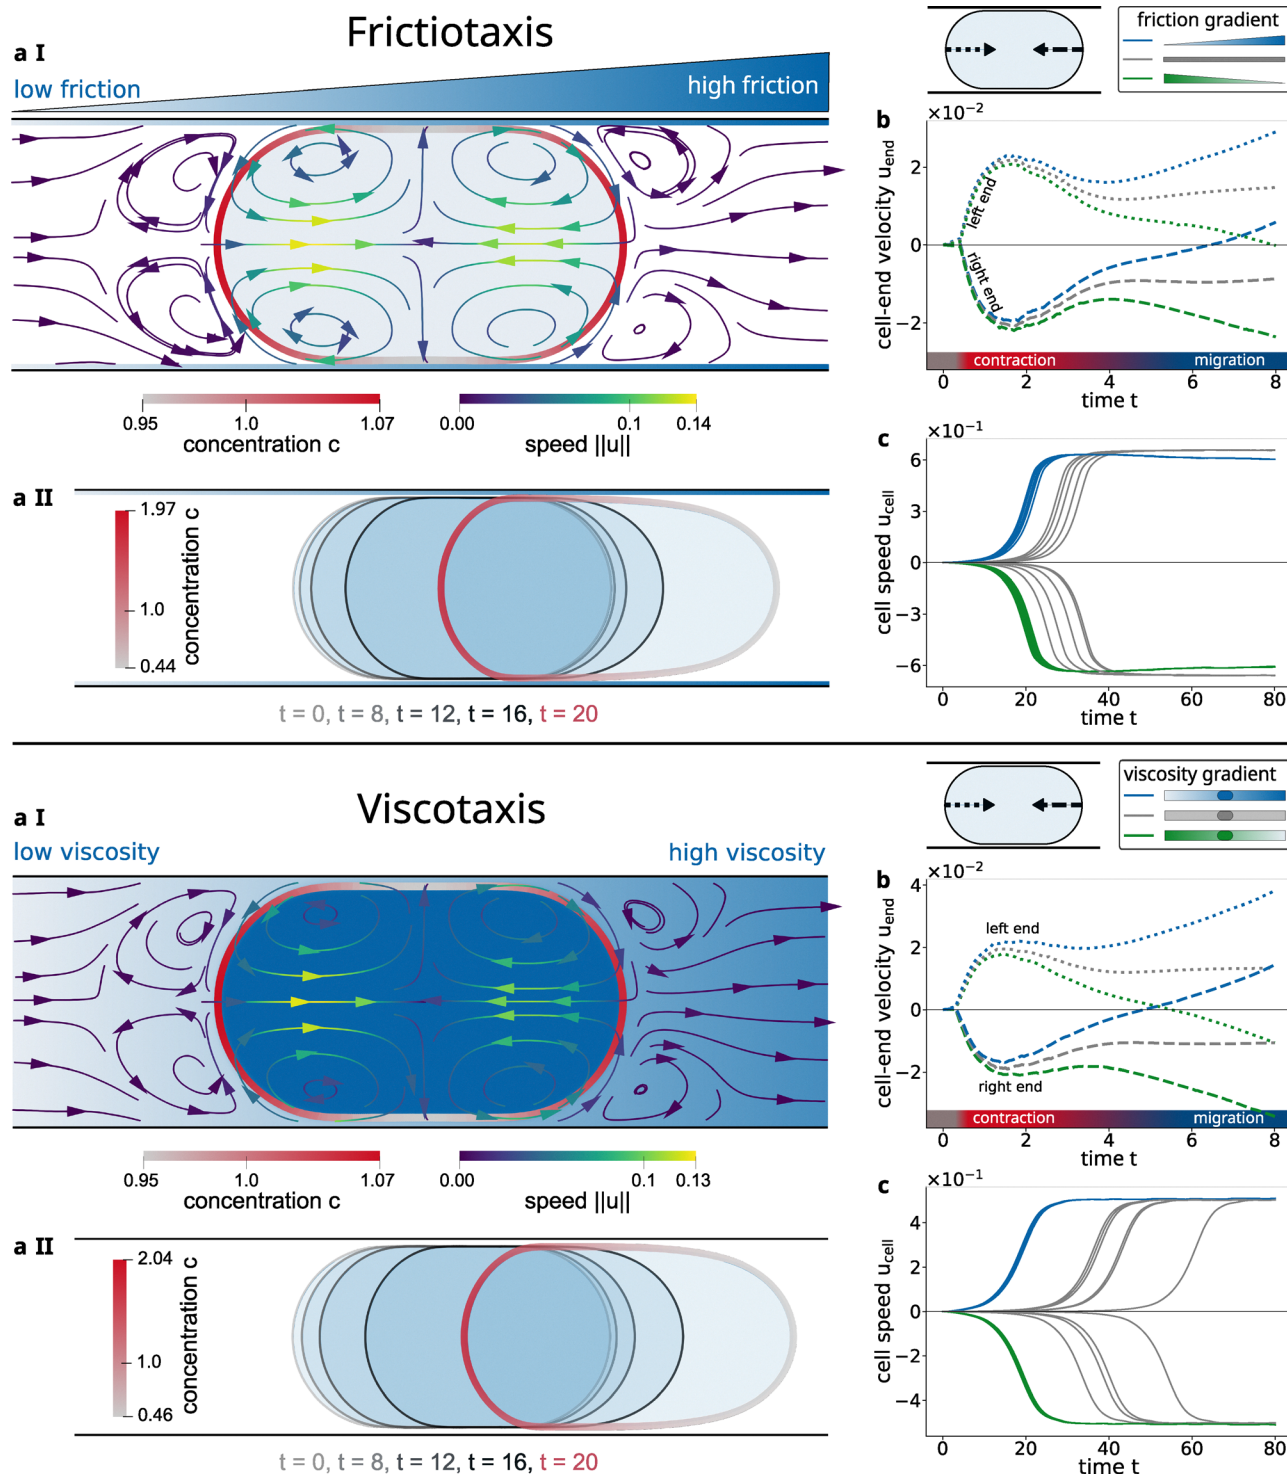 Frictiotaxis
a I
low friction
high friction
0.95
1.0
1.07
concentration c
0.00
0.1
0.14
speed ||u||
a II
1.97
1.0
0.44
concentration c
t = 0, t = 8, t = 12, t = 16, t = 20
friction gradient
b
×10⁻²
2
0
−2
cell-end velocity u_end
left end
right end
contraction
migration
0
2
4
6
8
time t
c
×10⁻¹
6
3
0
−3
−6
cell speed u_cell
0
20
40
60
80
time t
Viscotaxis
a I
low viscosity
high viscosity
0.95
1.0
1.07
concentration c
0.00
0.1
0.13
speed ||u||
a II
2.04
1.0
0.46
concentration c
t = 0, t = 8, t = 12, t = 16, t = 20
viscosity gradient
b
×10⁻²
4
2
0
−2
cell-end velocity u_end
left end
right end
contraction
migration
0
2
4
6
8
time t
c
×10⁻¹
4
2
0
−2
−4
cell speed u_cell
0
20
40
60
80
time t